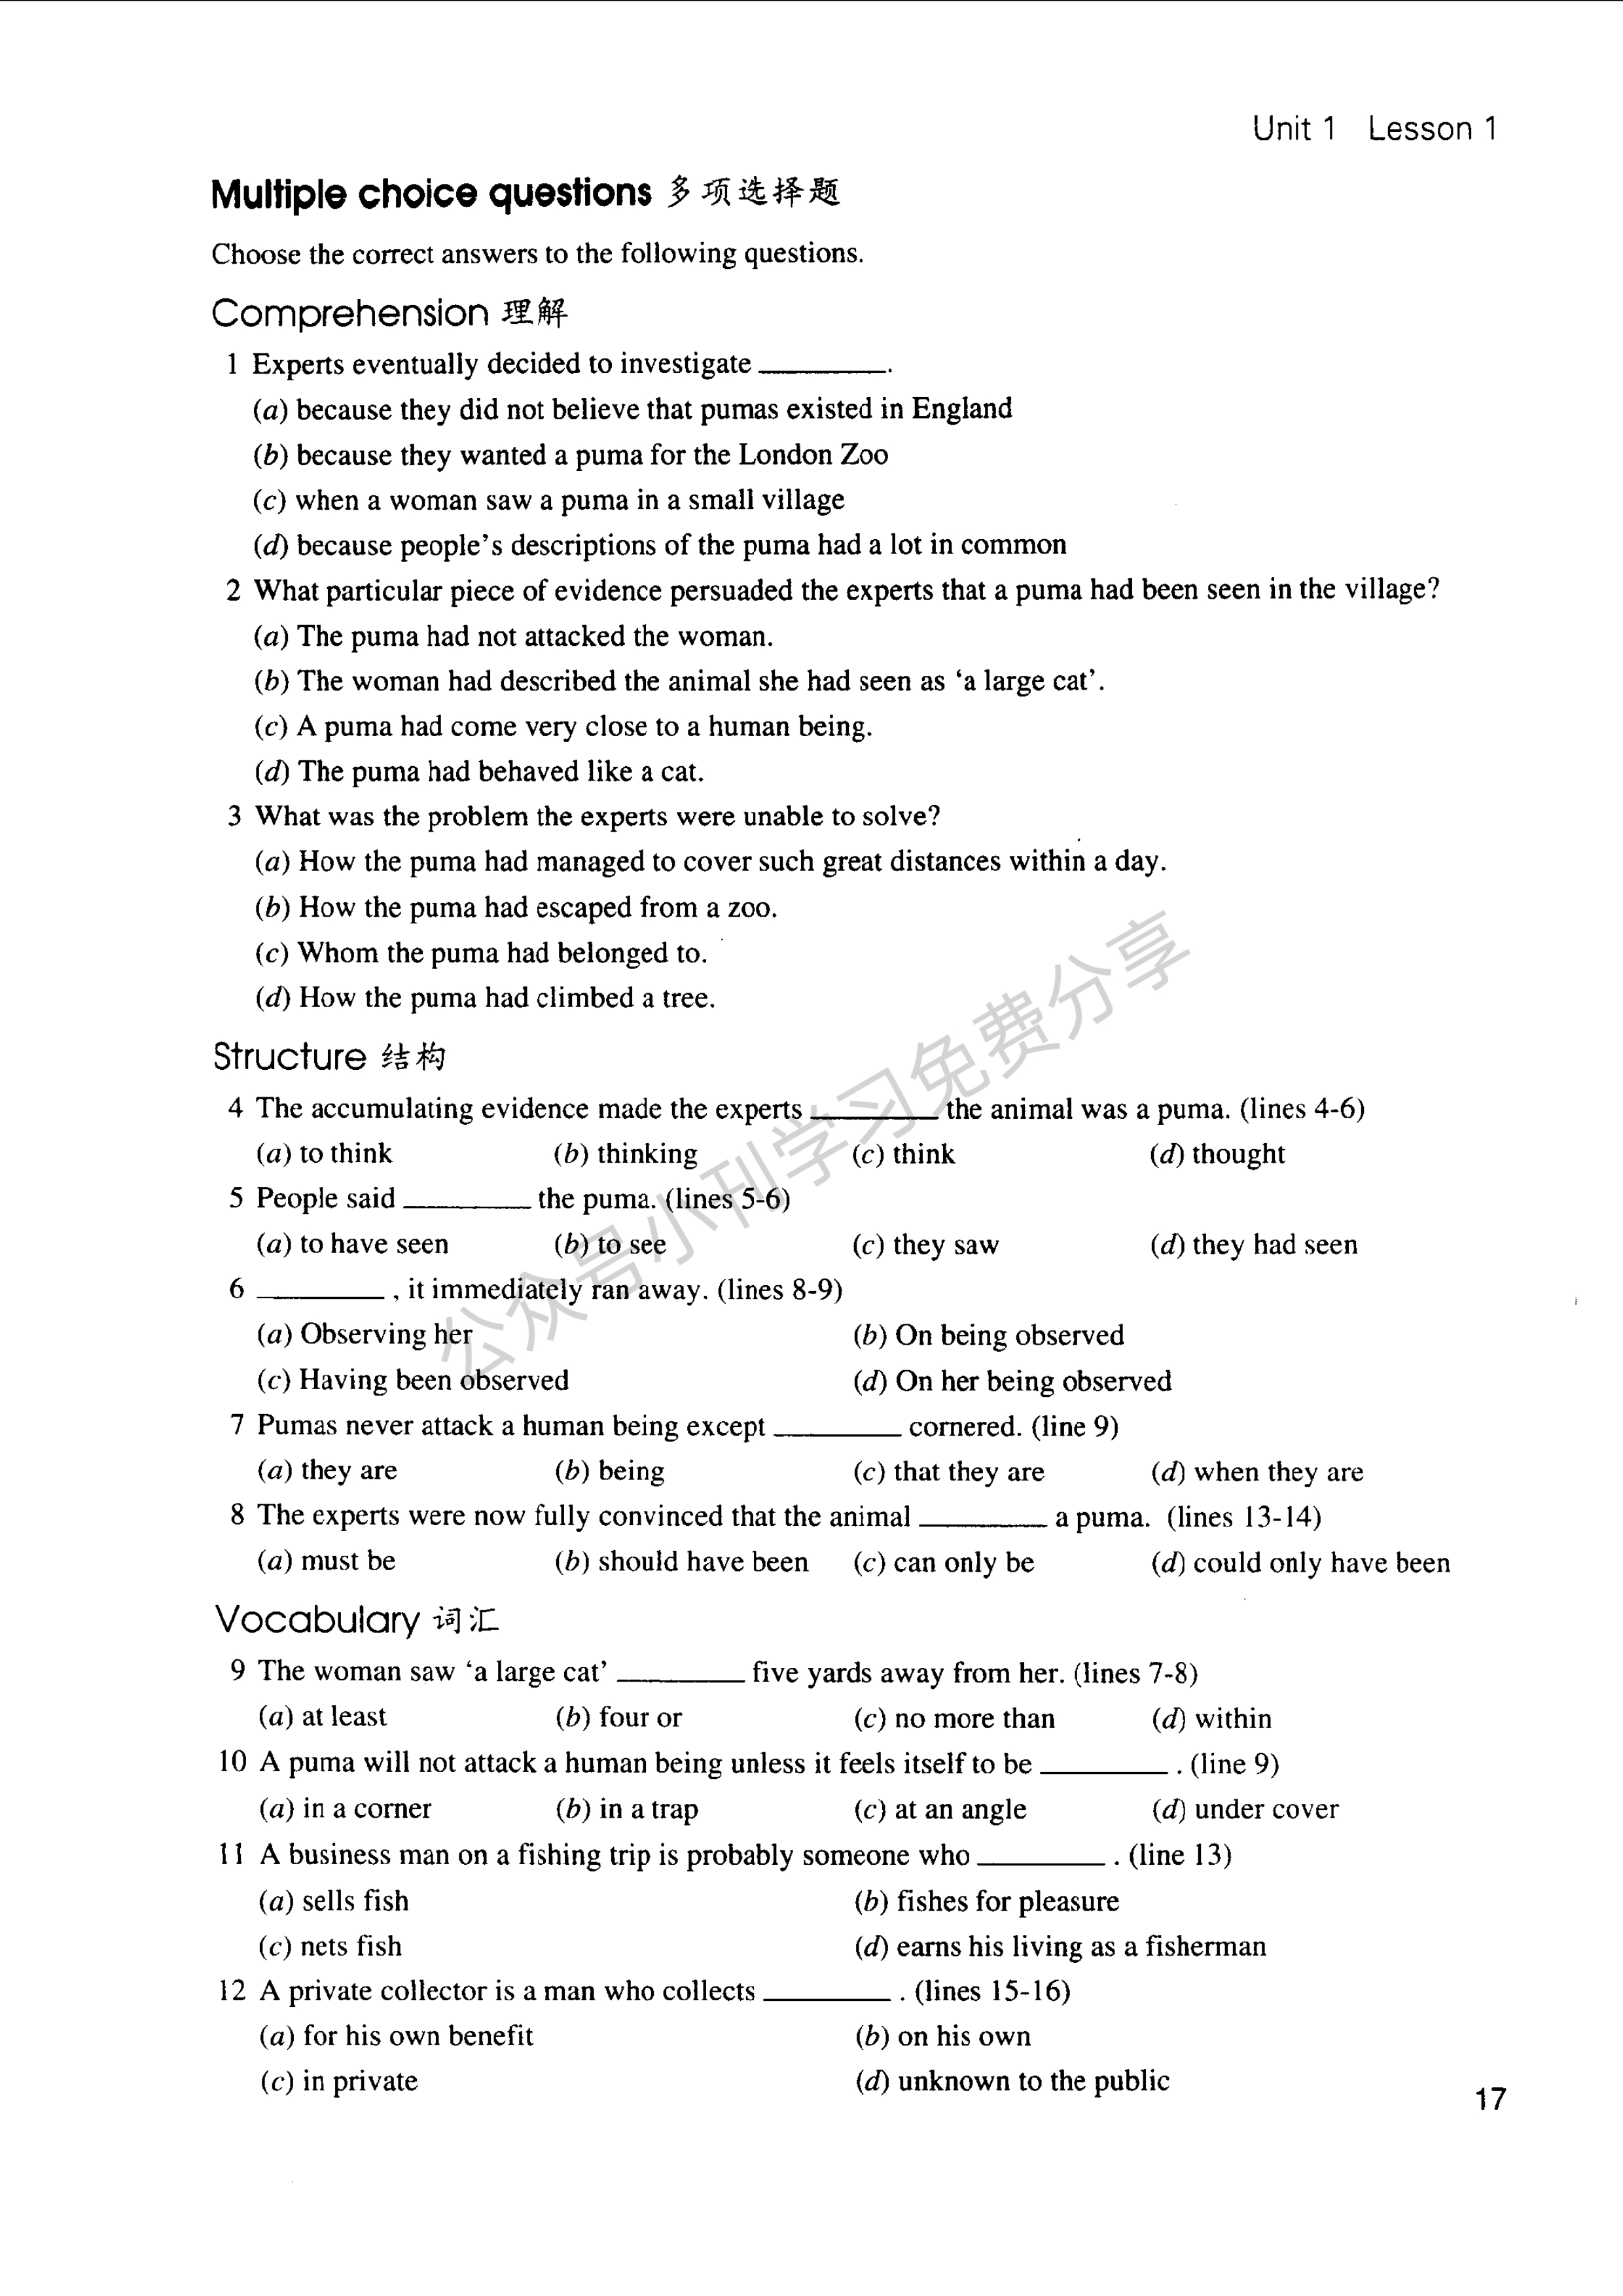 Unit 1 Lesson 1
Multiple choice questions 多项选择题
Choose the correct answers to the following questions.
Comprehension 理解
1 Experts eventually decided to investigate ________.
(a) because they did not believe that pumas existed in England
(b) because they wanted a puma for the London Zoo
(c) when a woman saw a puma in a small village
(d) because people's descriptions of the puma had a lot in common
2 What particular piece of evidence persuaded the experts that a puma had been seen in the village?
(a) The puma had not attacked the woman.
(b) The woman had described the animal she had seen as ‘a large cat’.
(c) A puma had come very close to a human being.
(d) The puma had behaved like a cat.
3 What was the problem the experts were unable to solve?
(a) How the puma had managed to cover such great distances within a day.
(b) How the puma had escaped from a zoo.
(c) Whom the puma had belonged to.
(d) How the puma had climbed a tree.
Structure 结构
4 The accumulating evidence made the experts ________ the animal was a puma. (lines 4-6)
(a) to think (b) thinking (c) think (d) thought
5 People said ________ the puma. (lines 5-6)
(a) to have seen (b) to see (c) they saw (d) they had seen
6 ________ , it immediately ran away. (lines 8-9)
(a) Observing her (b) On being observed
(c) Having been observed (d) On her being observed
7 Pumas never attack a human being except ________ cornered. (line 9)
(a) they are (b) being (c) that they are (d) when they are
8 The experts were now fully convinced that the animal ________ a puma. (lines 13-14)
(a) must be (b) should have been (c) can only be (d) could only have been
Vocabulary 词汇
9 The woman saw ‘a large cat’ ________ five yards away from her. (lines 7-8)
(a) at least (b) four or (c) no more than (d) within
10 A puma will not attack a human being unless it feels itself to be ________ . (line 9)
(a) in a corner (b) in a trap (c) at an angle (d) under cover
11 A business man on a fishing trip is probably someone who ________ . (line 13)
(a) sells fish (b) fishes for pleasure
(c) nets fish (d) earns his living as a fisherman
12 A private collector is a man who collects ________ . (lines 15-16)
(a) for his own benefit (b) on his own
(c) in private (d) unknown to the public
17
公众号小刊学习免费分享